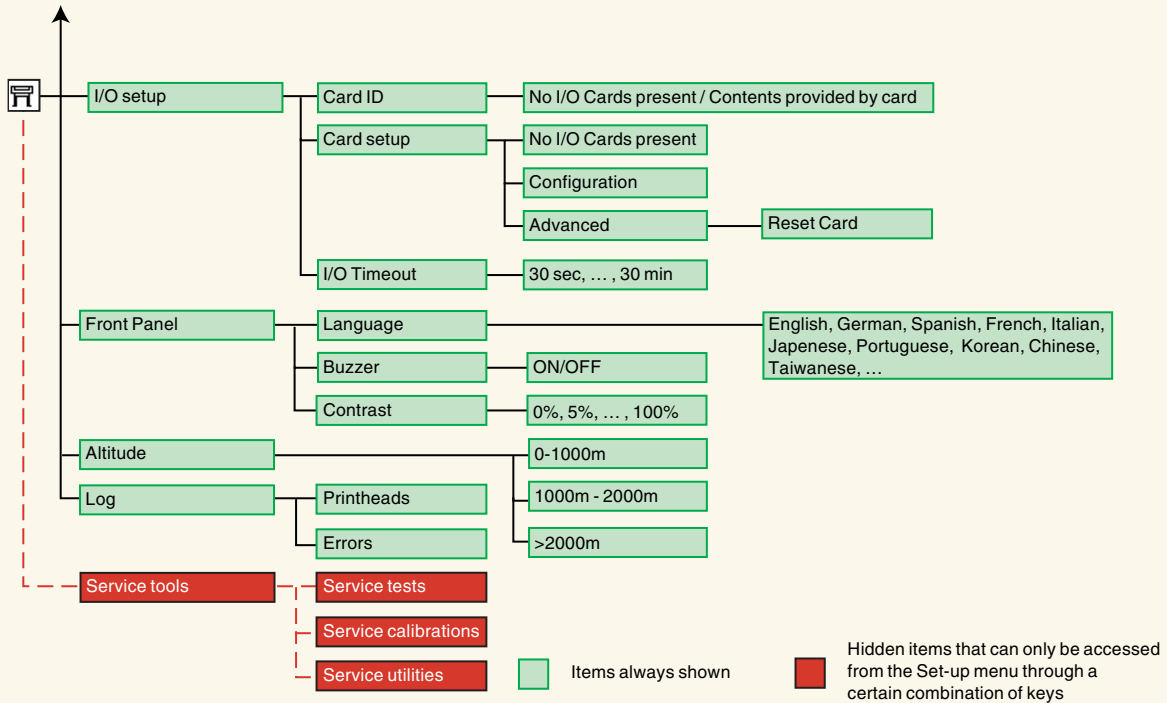 I/O setup
Card ID
No I/O Cards present / Contents provided by card
Card setup
No I/O Cards present
Configuration
Advanced
Reset Card
I/O Timeout
30 sec, … , 30 min
Front Panel
Language
English, German, Spanish, French, Italian,
Japenese, Portuguese, Korean, Chinese,
Taiwanese, …
Buzzer
ON/OFF
Contrast
0%, 5%, … , 100%
Altitude
0-1000m
1000m - 2000m
>2000m
Log
Printheads
Errors
Service tools
Service tests
Service calibrations
Service utilities
Items always shown
Hidden items that can only be accessed
from the Set-up menu through a
certain combination of keys